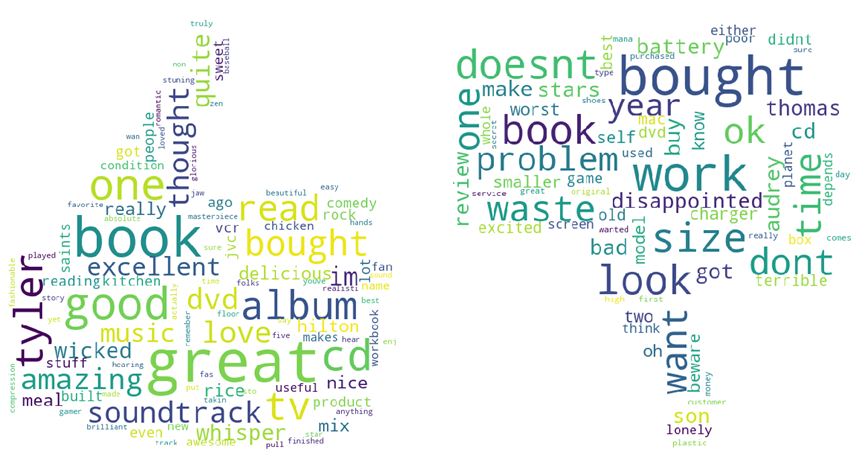 truly
quite
sweet
baseball
non
stuning
zen
thought
romantic
people
loved
wan
got
glorious
condition
one
jaw
beautiful
easy
favorite
really
ago
read
comedy
absolute
masterpiece
rock
hands
book
vcr
chicken
saints
sure
jvc
bought
played
excellent
delicious
im
lot
fan
found
fashionable
tyler
reading
kitchen
time
folks
youve
realisti
name
story
good
actually
dvd
album
best
yet
floor
say
hilton
workbook
music
love
remember
five
makes
hear
enj
wicked
great
cd
stuff
hearing
fas
compression
amazing
put
useful
nice
meal
built
made
rice
sto
gamer
takin
tv
product
soundtrack
anything
brilliant
new
mix
even
whisper
star
track
awesome
pull
finished
either
mana
poor
didnt
best
battery
sure
doesnt
purchased
type
bought
make
stars
shoes
year
one
worst
thomas
whole
secret
book
self
mac
dvd
buy
know
ok
cd
problem
used
planet
day
review
smaller
game
work
audrey
depends
time
service
great
original
disappointed
waste
old
charger
excited
screen
wanted
model
size
really
box
comes
bad
dont
look
got
terrible
high
first
two
want
think
oh
beware
money
customer
son
lonely
plastic